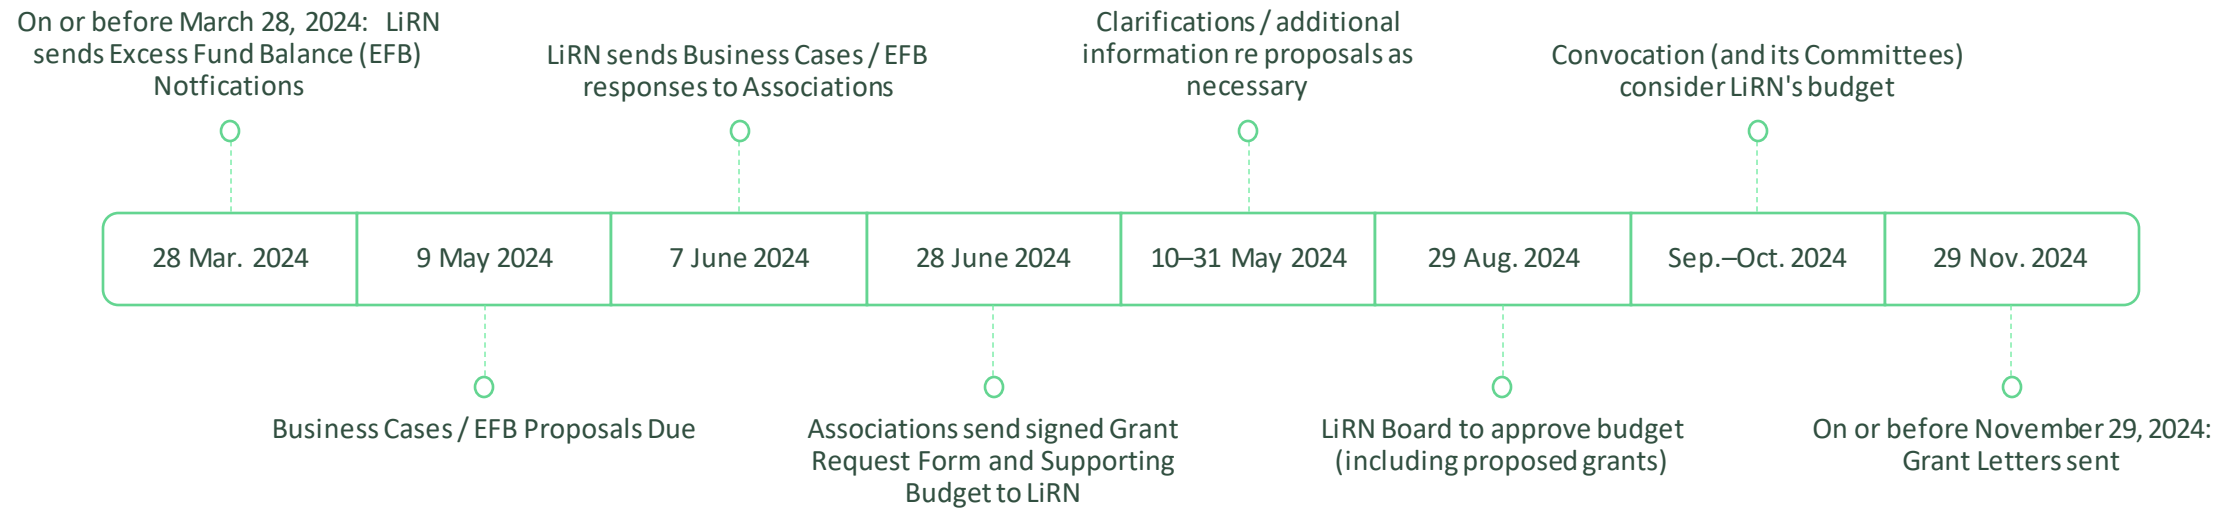 On or before March 28, 2024: LiRN
sends Excess Fund Balance (EFB)
Notfications
LiRN sends Business Cases / EFB
responses to Associations
Clarifications / additional
information re proposals as
necessary
Convocation (and its Committees)
consider LiRN's budget
28 Mar. 2024
9 May 2024
7 June 2024
28 June 2024
10–31 May 2024
29 Aug. 2024
Sep.–Oct. 2024
29 Nov. 2024
Business Cases / EFB Proposals Due
Associations send signed Grant
Request Form and Supporting
Budget to LiRN
LiRN Board to approve budget
(including proposed grants)
On or before November 29, 2024:
Grant Letters sent